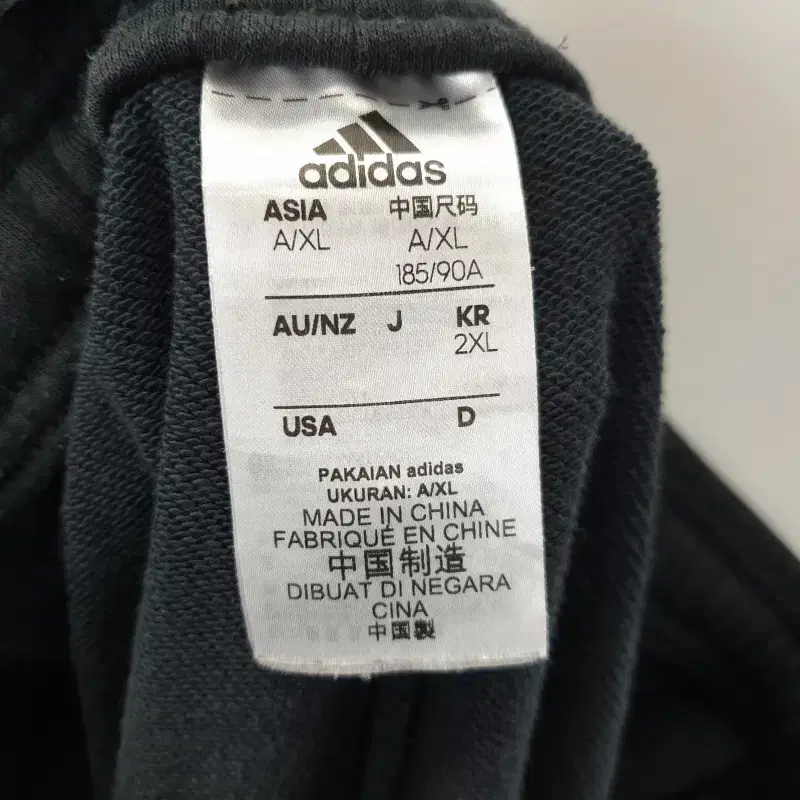 adidas
ASIA 中国尺码
A/XL A/XL
185/90A
AU/NZ J KR
2XL
USA D
PAKAIAN adidas
UKURAN: A/XL
MADE IN CHINA
FABRIQUÉ EN CHINE
中国制造
DIBUAT DI NEGARA
CINA
中国製